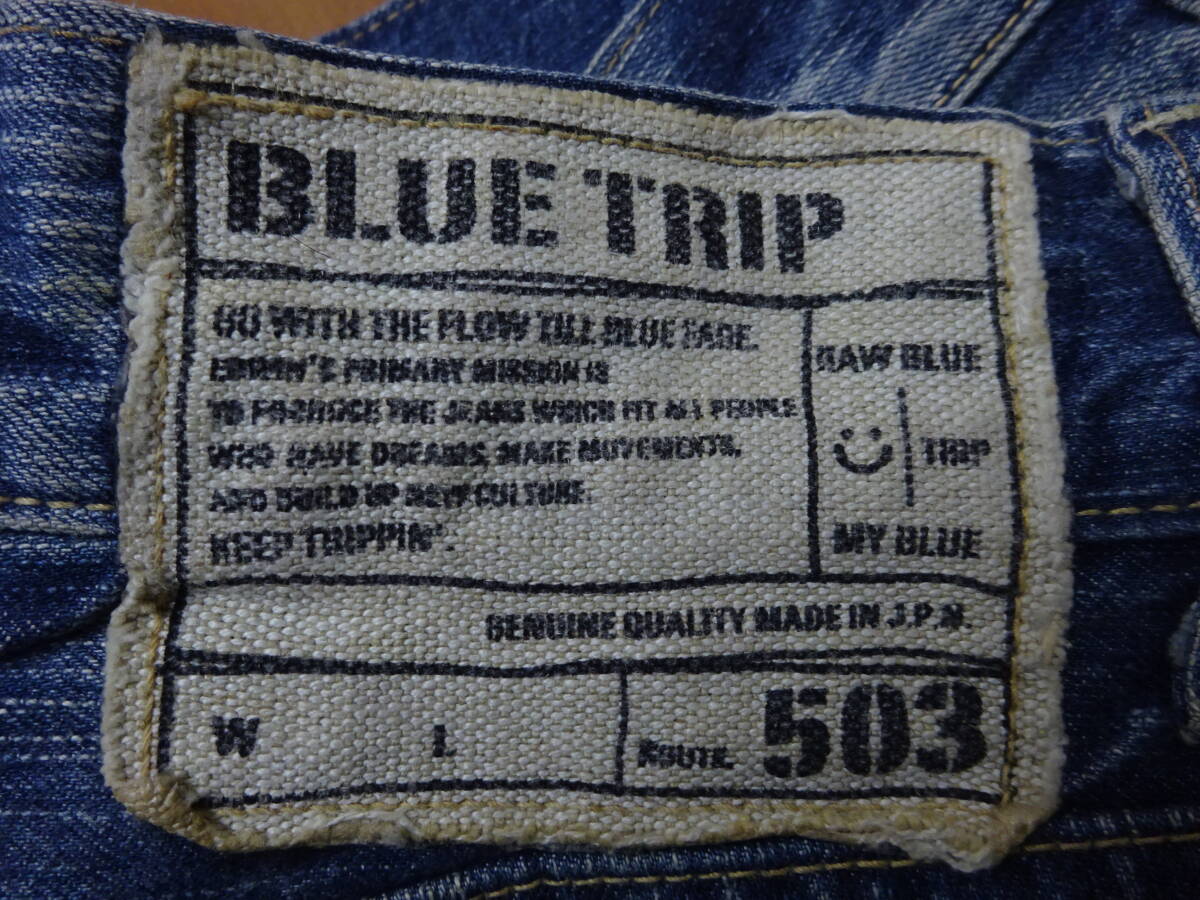 BLUE TRIP
GO WITH THE FLOW TILL BLUE FADE.
EDWIN'S PRIMARY MISSION IS
TO PRODUCE THE JEANS WHICH FIT ALL PEOPLE
WHO HAVE DREAMS, MAKE MOVEMENTS,
AND BUILD UP NEW CULTURE.
KEEP TRIPPIN'.
RAW BLUE
TRIP
MY BLUE
GENUINE QUALITY MADE IN J.P.N.
W L
ROUTE. 503